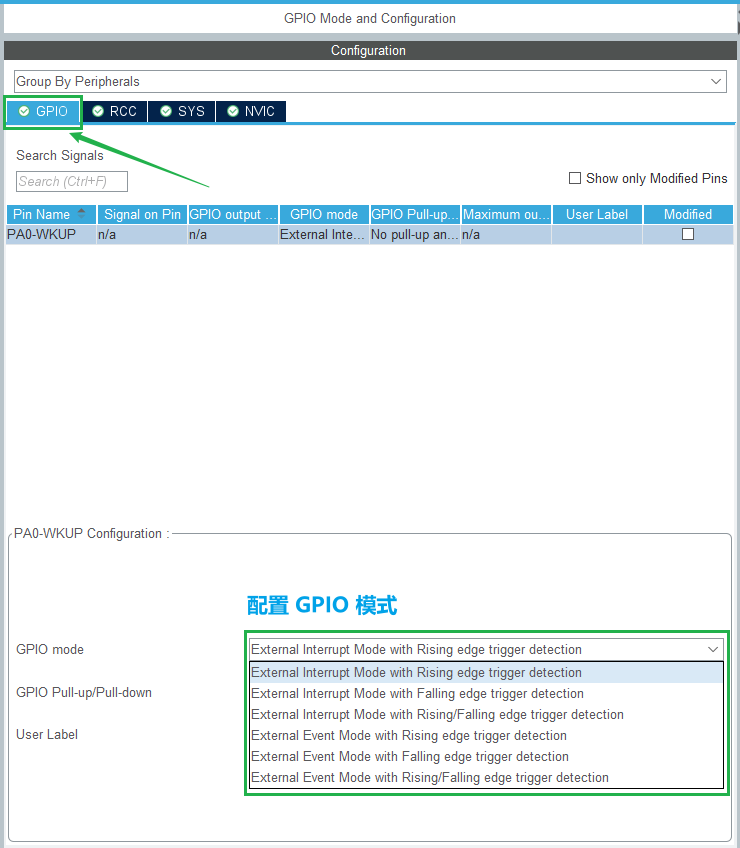 GPIO Mode and Configuration
Configuration
Group By Peripherals
GPIO RCC SYS NVIC
Search Signals
Search (Ctrl+F)
Show only Modified Pins
Pin Name Signal on Pin GPIO output ... GPIO mode GPIO Pull-up... Maximum ou... User Label Modified
PA0-WKUP n/a n/a External Inte... No pull-up an... n/a
PA0-WKUP Configuration :
配置 GPIO 模式
GPIO mode External Interrupt Mode with Rising edge trigger detection
External Interrupt Mode with Rising edge trigger detection
GPIO Pull-up/Pull-down External Interrupt Mode with Falling edge trigger detection
External Interrupt Mode with Rising/Falling edge trigger detection
User Label External Event Mode with Rising edge trigger detection
External Event Mode with Falling edge trigger detection
External Event Mode with Rising/Falling edge trigger detection